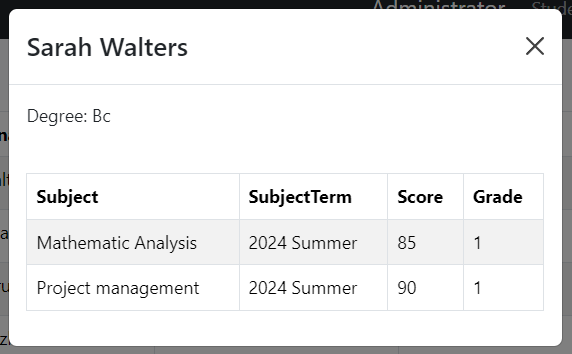 Administrator
Sarah Walters
Degree: Bc
Subject SubjectTerm Score Grade
Mathematic Analysis 2024 Summer 85 1
Project management 2024 Summer 90 1